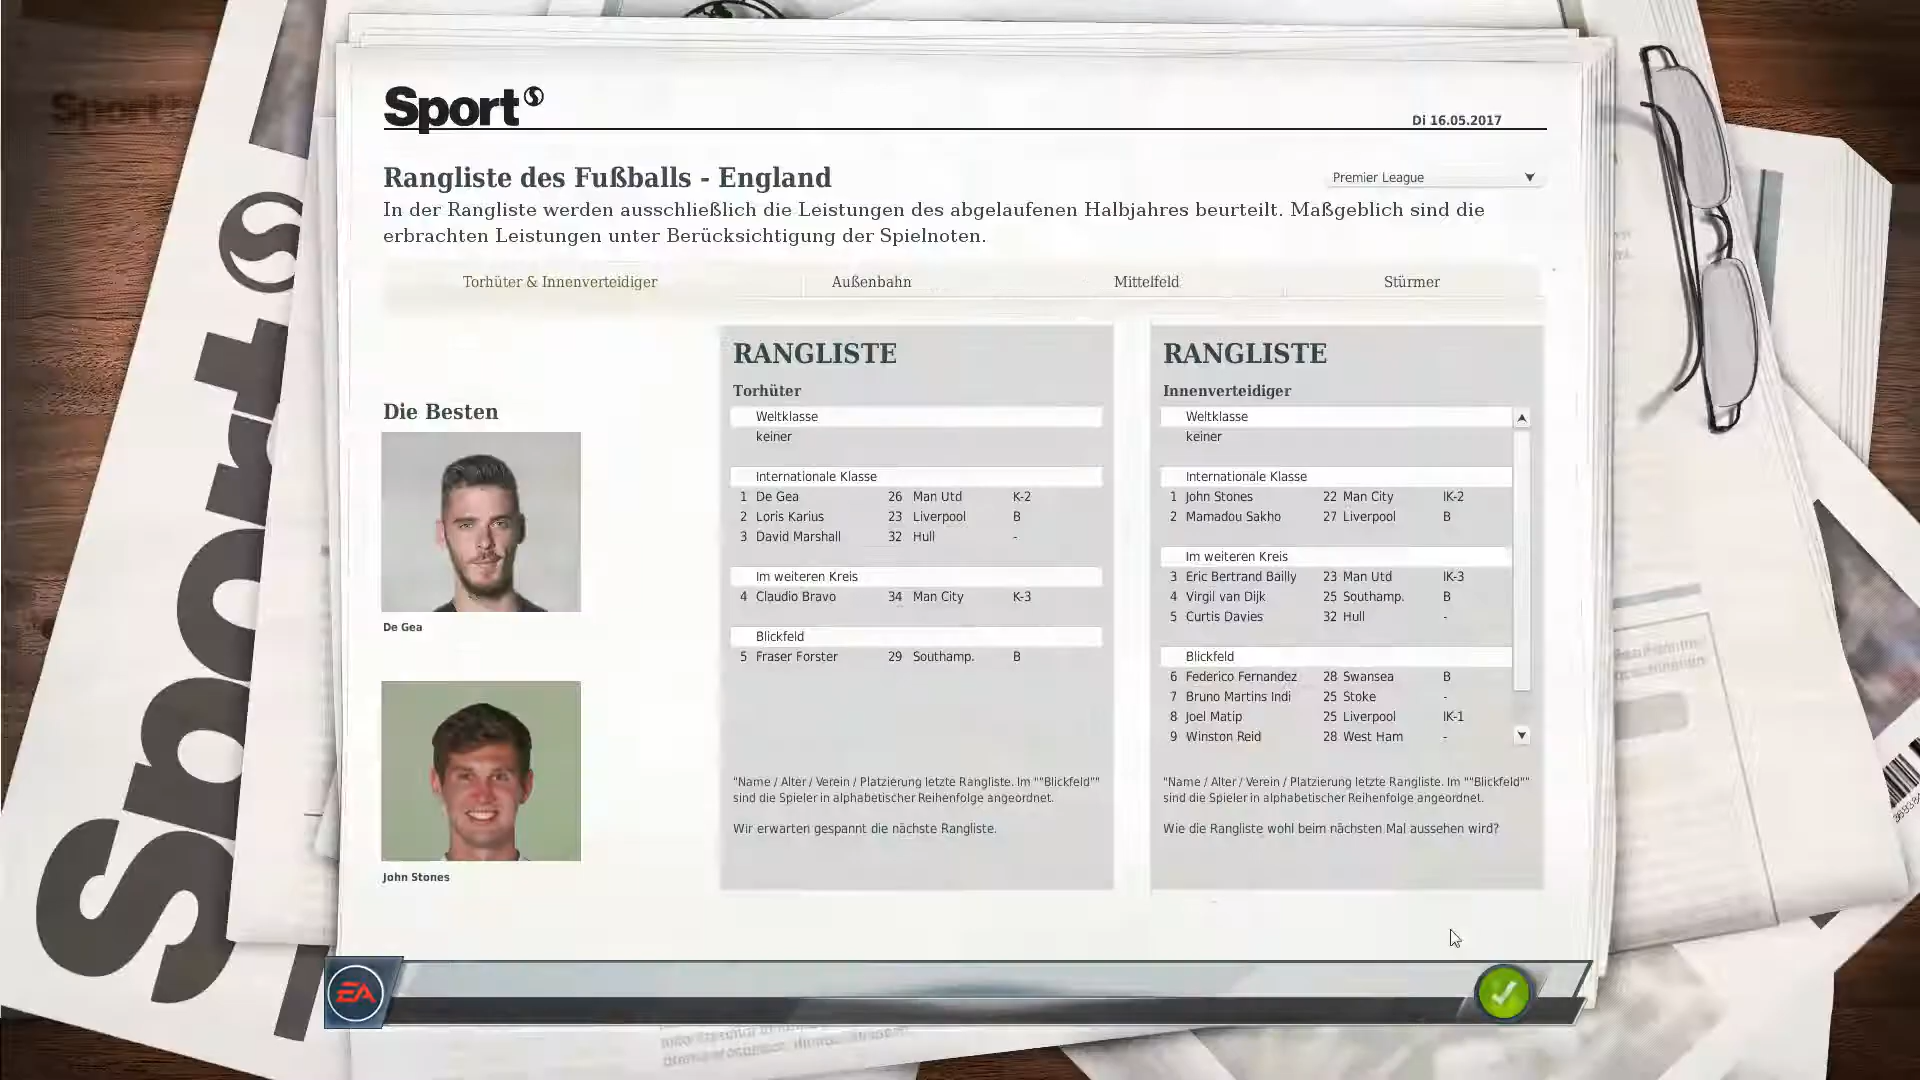 Sport
Di 16.05.2017
Rangliste des Fußballs - England
Premier League
In der Rangliste werden ausschließlich die Leistungen des abgelaufenen Halbjahres beurteilt. Maßgeblich sind die
erbrachten Leistungen unter Berücksichtigung der Spielnoten.
Torhüter & Innenverteidiger
Außenbahn
Mittelfeld
Stürmer
Die Besten
De Gea
John Stones
RANGLISTE
Torhüter
Weltklasse
keiner
Internationale Klasse
1 De Gea 26 Man Utd K-2
2 Loris Karius 23 Liverpool B
3 David Marshall 32 Hull -
Im weiteren Kreis
4 Claudio Bravo 34 Man City K-3
Blickfeld
5 Fraser Forster 29 Southamp. B
"Name / Alter / Verein / Platzierung letzte Rangliste. Im ""Blickfeld""
sind die Spieler in alphabetischer Reihenfolge angeordnet.
Wir erwarten gespannt die nächste Rangliste.
RANGLISTE
Innenverteidiger
Weltklasse
keiner
Internationale Klasse
1 John Stones 22 Man City IK-2
2 Mamadou Sakho 27 Liverpool B
Im weiteren Kreis
3 Eric Bertrand Bailly 23 Man Utd IK-3
4 Virgil van Dijk 25 Southamp. B
5 Curtis Davies 32 Hull -
Blickfeld
6 Federico Fernandez 28 Swansea B
7 Bruno Martins Indi 25 Stoke -
8 Joel Matip 25 Liverpool IK-1
9 Winston Reid 28 West Ham -
"Name / Alter / Verein / Platzierung letzte Rangliste. Im ""Blickfeld""
sind die Spieler in alphabetischer Reihenfolge angeordnet.
Wie die Rangliste wohl beim nächsten Mal aussehen wird?
Sport
EA